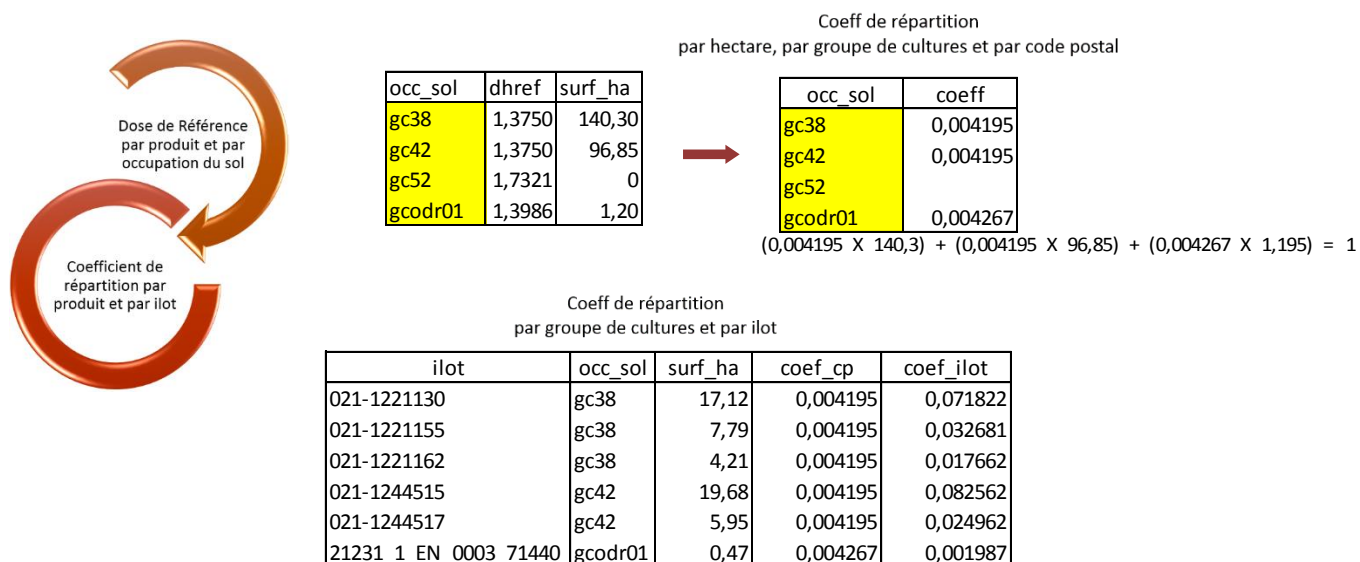 Coeff de répartition
par hectare, par groupe de cultures et par code postal
Dose de Référence
par produit et par
occupation du sol
Coefficient de
répartition par
produit et par ilot
occ_sol dhref surf_ha
gc38 1,3750 140,30
gc42 1,3750 96,85
gc52 1,7321 0
gcodr01 1,3986 1,20
occ_sol coeff
gc38 0,004195
gc42 0,004195
gc52
gcodr01 0,004267
(0,004195 X 140,3) + (0,004195 X 96,85) + (0,004267 X 1,195) = 1
Coeff de répartition
par groupe de cultures et par ilot
ilot occ_sol surf_ha coef_cp coef_ilot
021-1221130 gc38 17,12 0,004195 0,071822
021-1221155 gc38 7,79 0,004195 0,032681
021-1221162 gc38 4,21 0,004195 0,017662
021-1244515 gc42 19,68 0,004195 0,082562
021-1244517 gc42 5,95 0,004195 0,024962
21231_1_EN_0003_71440 gcodr01 0,47 0,004267 0,001987